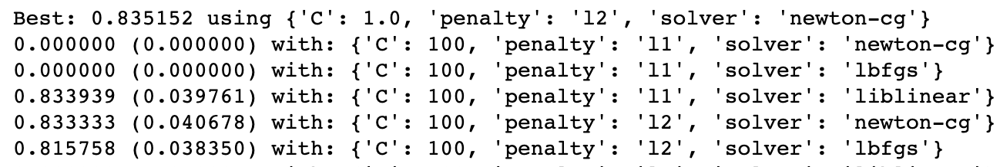 Best: 0.835152 using {'C': 1.0, 'penalty': 'l2', 'solver': 'newton-cg'}
0.000000 (0.000000) with: {'C': 100, 'penalty': 'l1', 'solver': 'newton-cg'}
0.000000 (0.000000) with: {'C': 100, 'penalty': 'l1', 'solver': 'lbfgs'}
0.833939 (0.039761) with: {'C': 100, 'penalty': 'l1', 'solver': 'liblinear'}
0.833333 (0.040678) with: {'C': 100, 'penalty': 'l2', 'solver': 'newton-cg'}
0.815758 (0.038350) with: {'C': 100, 'penalty': 'l2', 'solver': 'lbfgs'}